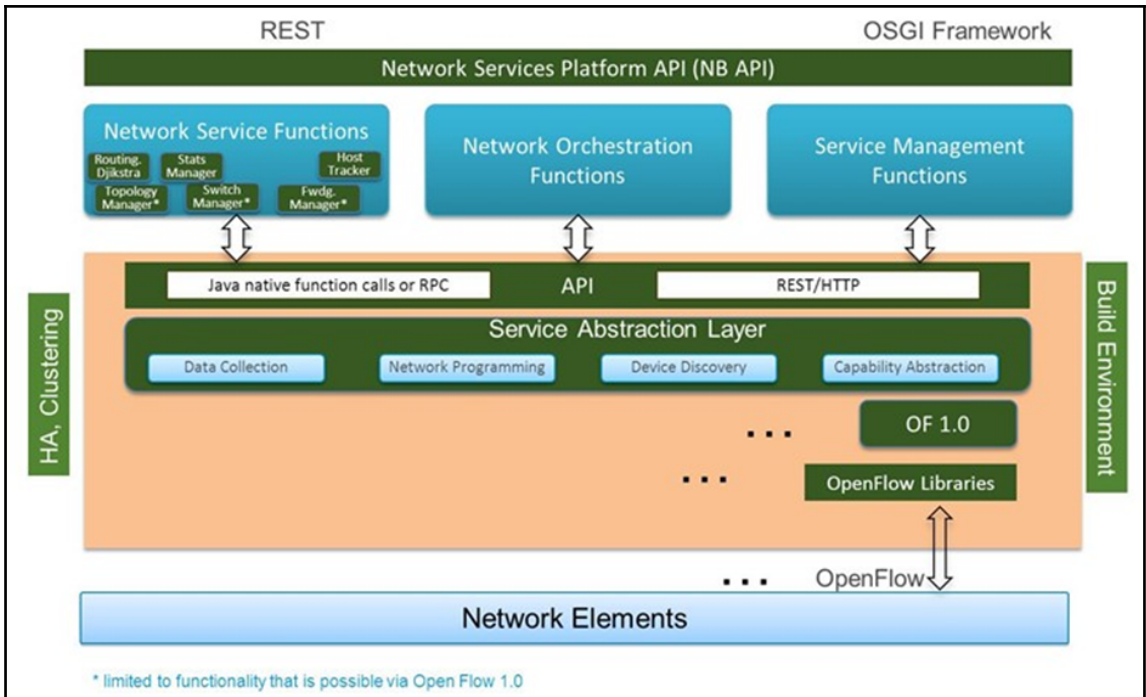 REST
OSGI Framework
Network Services Platform API (NB API)
Network Service Functions
Routing.
Djikstra
Stats
Manager
Host
Tracker
Topology
Manager*
Switch
Manager*
Fwdg.
Manager*
Network Orchestration
Functions
Service Management
Functions
HA, Clustering
Java native function calls or RPC
API
REST/HTTP
Service Abstraction Layer
Data Collection
Network Programming
Device Discovery
Capability Abstraction
Build Environment
... OF 1.0
... OpenFlow Libraries
... OpenFlow
Network Elements
* limited to functionality that is possible via Open Flow 1.0